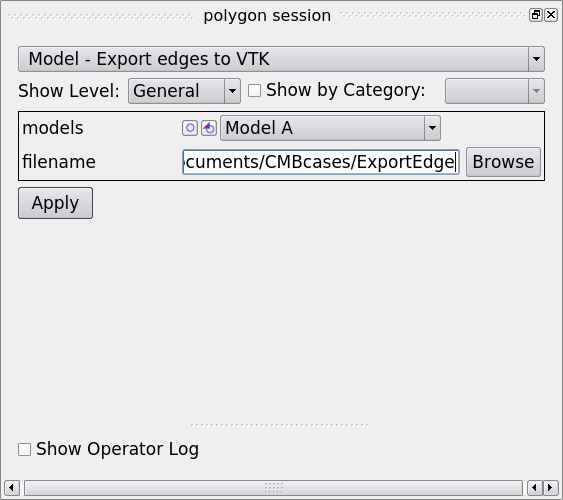 polygon session
Model - Export edges to VTK
Show Level: General Show by Category:
models Model A
filename cuments/CMBcases/ExportEdge Browse
Apply
Show Operator Log